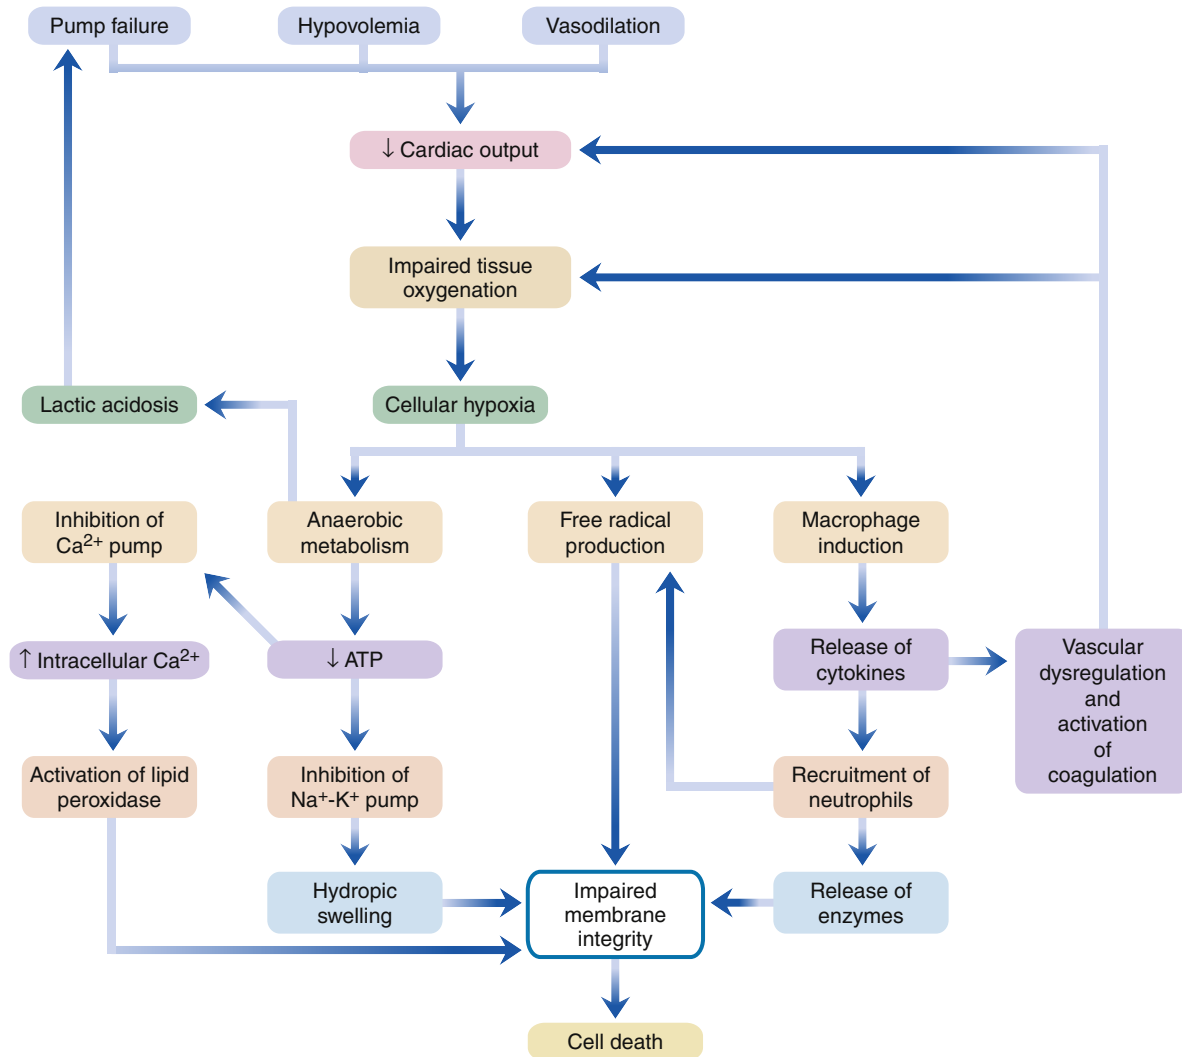 Pump failure
Hypovolemia
Vasodilation
↓ Cardiac output
Impaired tissue
oxygenation
Lactic acidosis
Cellular hypoxia
Inhibition of
Ca²⁺ pump
Anaerobic
metabolism
Free radical
production
Macrophage
induction
↑ Intracellular Ca²⁺
↓ ATP
Release of
cytokines
Vascular
dysregulation
and
activation
of
coagulation
Activation of lipid
peroxidase
Inhibition of
Na⁺-K⁺ pump
Recruitment of
neutrophils
Hydropic
swelling
Impaired
membrane
integrity
Release of
enzymes
Cell death